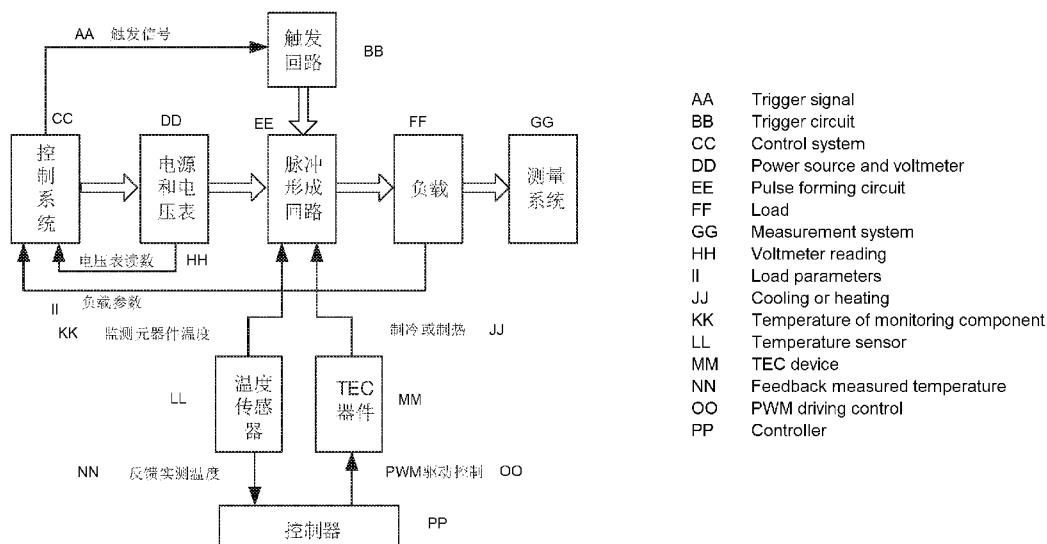 AA 触发信号
触发
回路
BB
CC
DD
EE
FF
GG
控
制
系
统
电源
和电
压表
脉冲
形成
回路
负载
测量
系统
电压表读数
HH
II
负载参数
KK 监测元器件温度
制冷或制热 JJ
LL
温度
传感
器
TEC
器件
MM
NN 反馈实测温度
PWM驱动控制 OO
控制器
PP
AA Trigger signal
BB Trigger circuit
CC Control system
DD Power source and voltmeter
EE Pulse forming circuit
FF Load
GG Measurement system
HH Voltmeter reading
II Load parameters
JJ Cooling or heating
KK Temperature of monitoring component
LL Temperature sensor
MM TEC device
NN Feedback measured temperature
OO PWM driving control
PP Controller